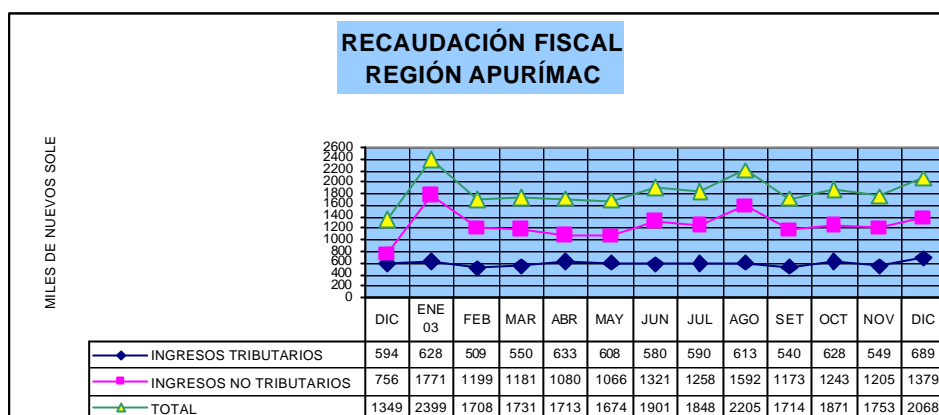 RECAUDACIÓN FISCAL
REGIÓN APURÍMAC
MILES DE NUEVOS SOLE
2600
2400
2200
2000
1800
1600
1400
1200
1000
800
600
400
200
0
DIC ENE 03 FEB MAR ABR MAY JUN JUL AGO SET OCT NOV DIC
INGRESOS TRIBUTARIOS 594 628 509 550 633 608 580 590 613 540 628 549 689
INGRESOS NO TRIBUTARIOS 756 1771 1199 1181 1080 1066 1321 1258 1592 1173 1243 1205 1379
TOTAL 1349 2399 1708 1731 1713 1674 1901 1848 2205 1714 1871 1753 2068